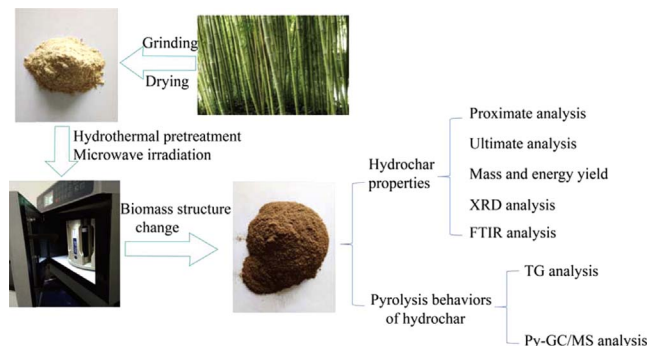 Grinding
Drying
Hydrothermal pretreatment
Microwave irradiation
Biomass structure
change
Hydrochar
properties
Proximate analysis
Ultimate analysis
Mass and energy yield
XRD analysis
FTIR analysis
Pyrolysis behaviors
of hydrochar
TG analysis
Py-GC/MS analysis